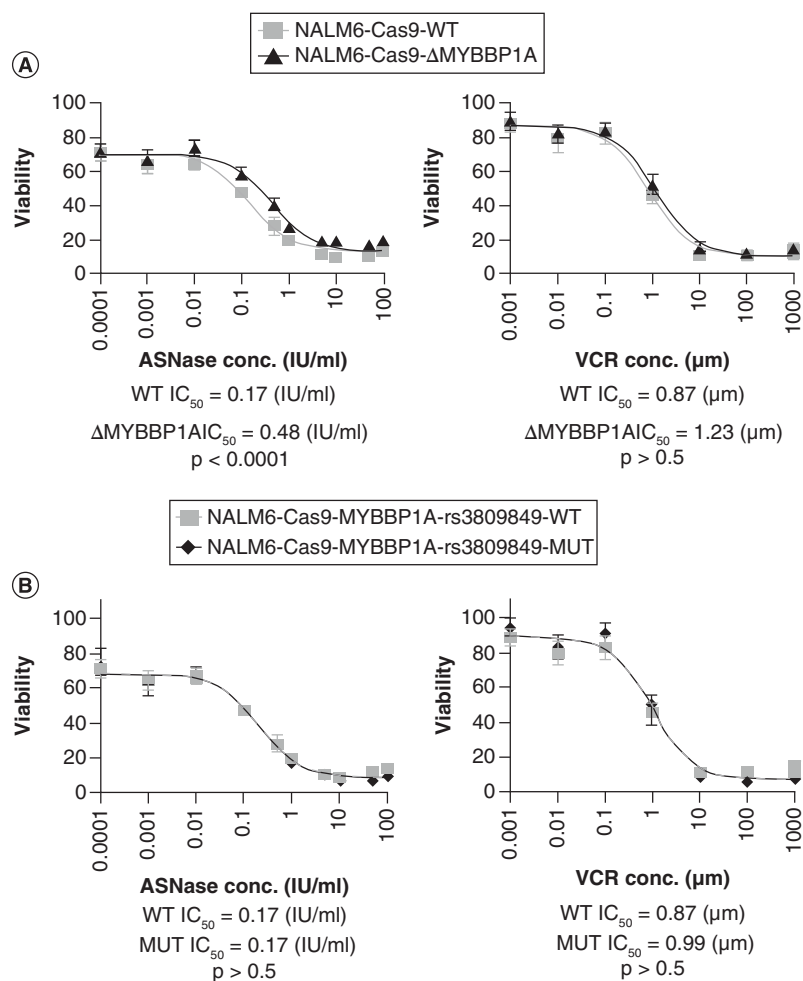 NALM6-Cas9-WT
NALM6-Cas9-ΔMYBBP1A
A
100
80
60
40
20
0
Viability
0.0001
0.001
0.01
0.1
1
10
100
ASNase conc. (IU/ml)
WT IC50 = 0.17 (IU/ml)
ΔMYBBP1AIC50 = 0.48 (IU/ml)
p < 0.0001
100
80
60
40
20
0
Viability
0.001
0.01
0.1
1
10
100
1000
VCR conc. (µm)
WT IC50 = 0.87 (µm)
ΔMYBBP1AIC50 = 1.23 (µm)
p > 0.5
NALM6-Cas9-MYBBP1A-rs3809849-WT
NALM6-Cas9-MYBBP1A-rs3809849-MUT
B
100
80
60
40
20
0
Viability
0.0001
0.001
0.01
0.1
1
10
100
ASNase conc. (IU/ml)
WT IC50 = 0.17 (IU/ml)
MUT IC50 = 0.17 (IU/ml)
p > 0.5
100
80
60
40
20
0
Viability
0.001
0.01
0.1
1
10
100
1000
VCR conc. (µm)
WT IC50 = 0.87 (µm)
MUT IC50 = 0.99 (µm)
p > 0.5